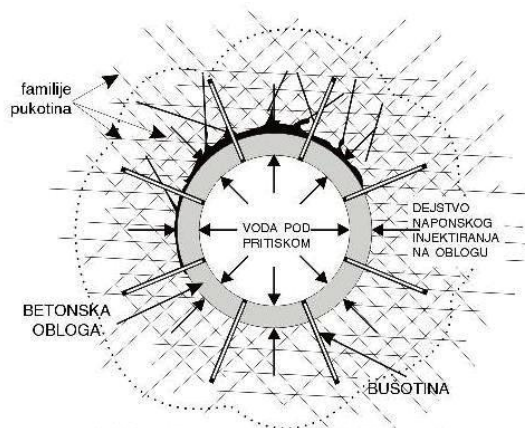 familije
pukotina
VODA POD
PRITISKOM
DEJSTVO
NAPONSKOG
INJEKTIRANJA
NA OBLOGU
BETONSKA
OBLOGA
BUŠOTINA